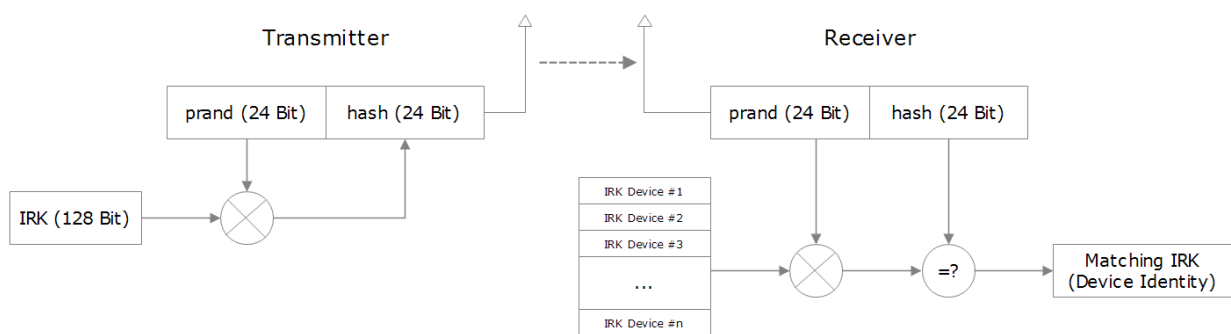 Transmitter
Receiver
prand (24 Bit)
hash (24 Bit)
prand (24 Bit)
hash (24 Bit)
IRK (128 Bit)
IRK Device #1
IRK Device #2
IRK Device #3
...
IRK Device #n
=?
Matching IRK
(Device Identity)